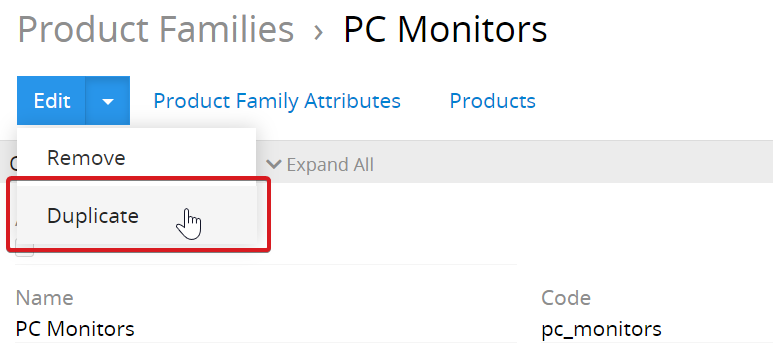 Product Families › PC Monitors
Edit Product Family Attributes Products
Remove
Expand All
Duplicate
Name Code
PC Monitors pc_monitors